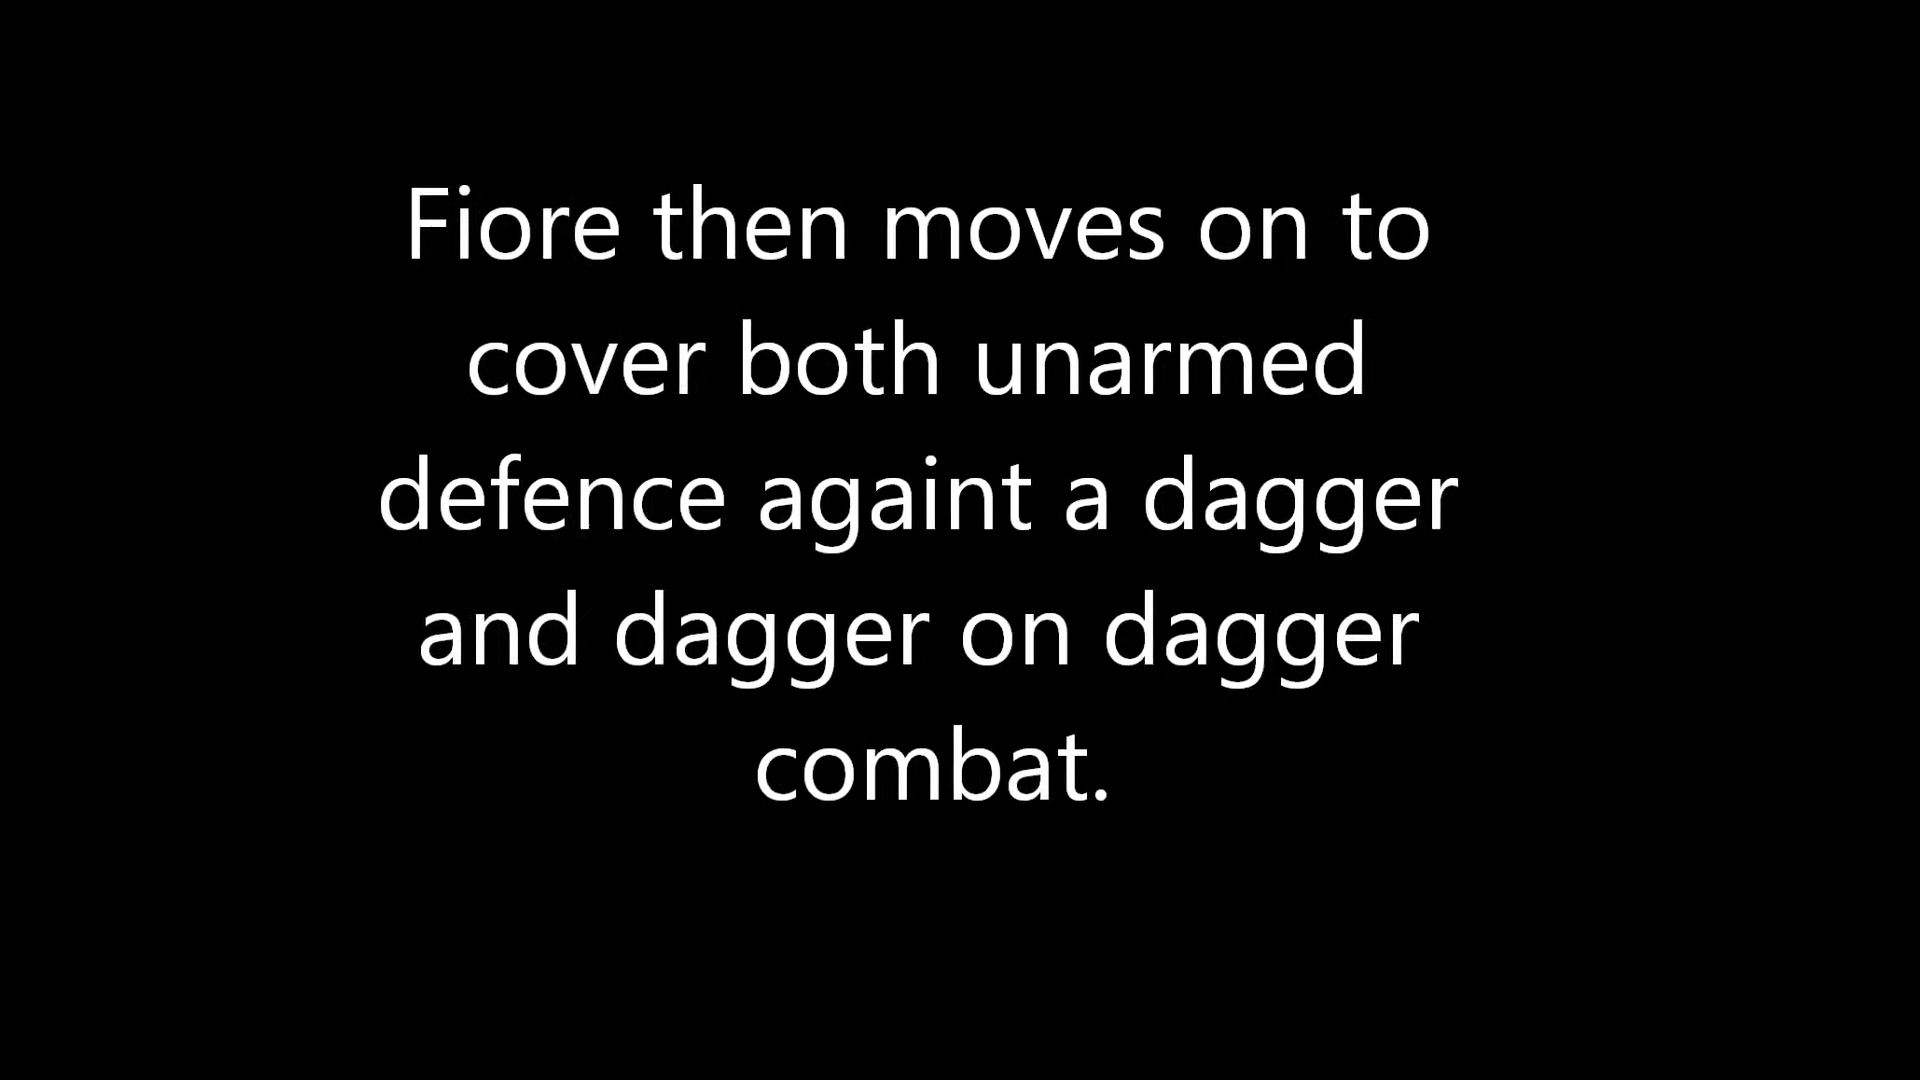 Fiore then moves on to
cover both unarmed
defence againt a dagger
and dagger on dagger
combat.